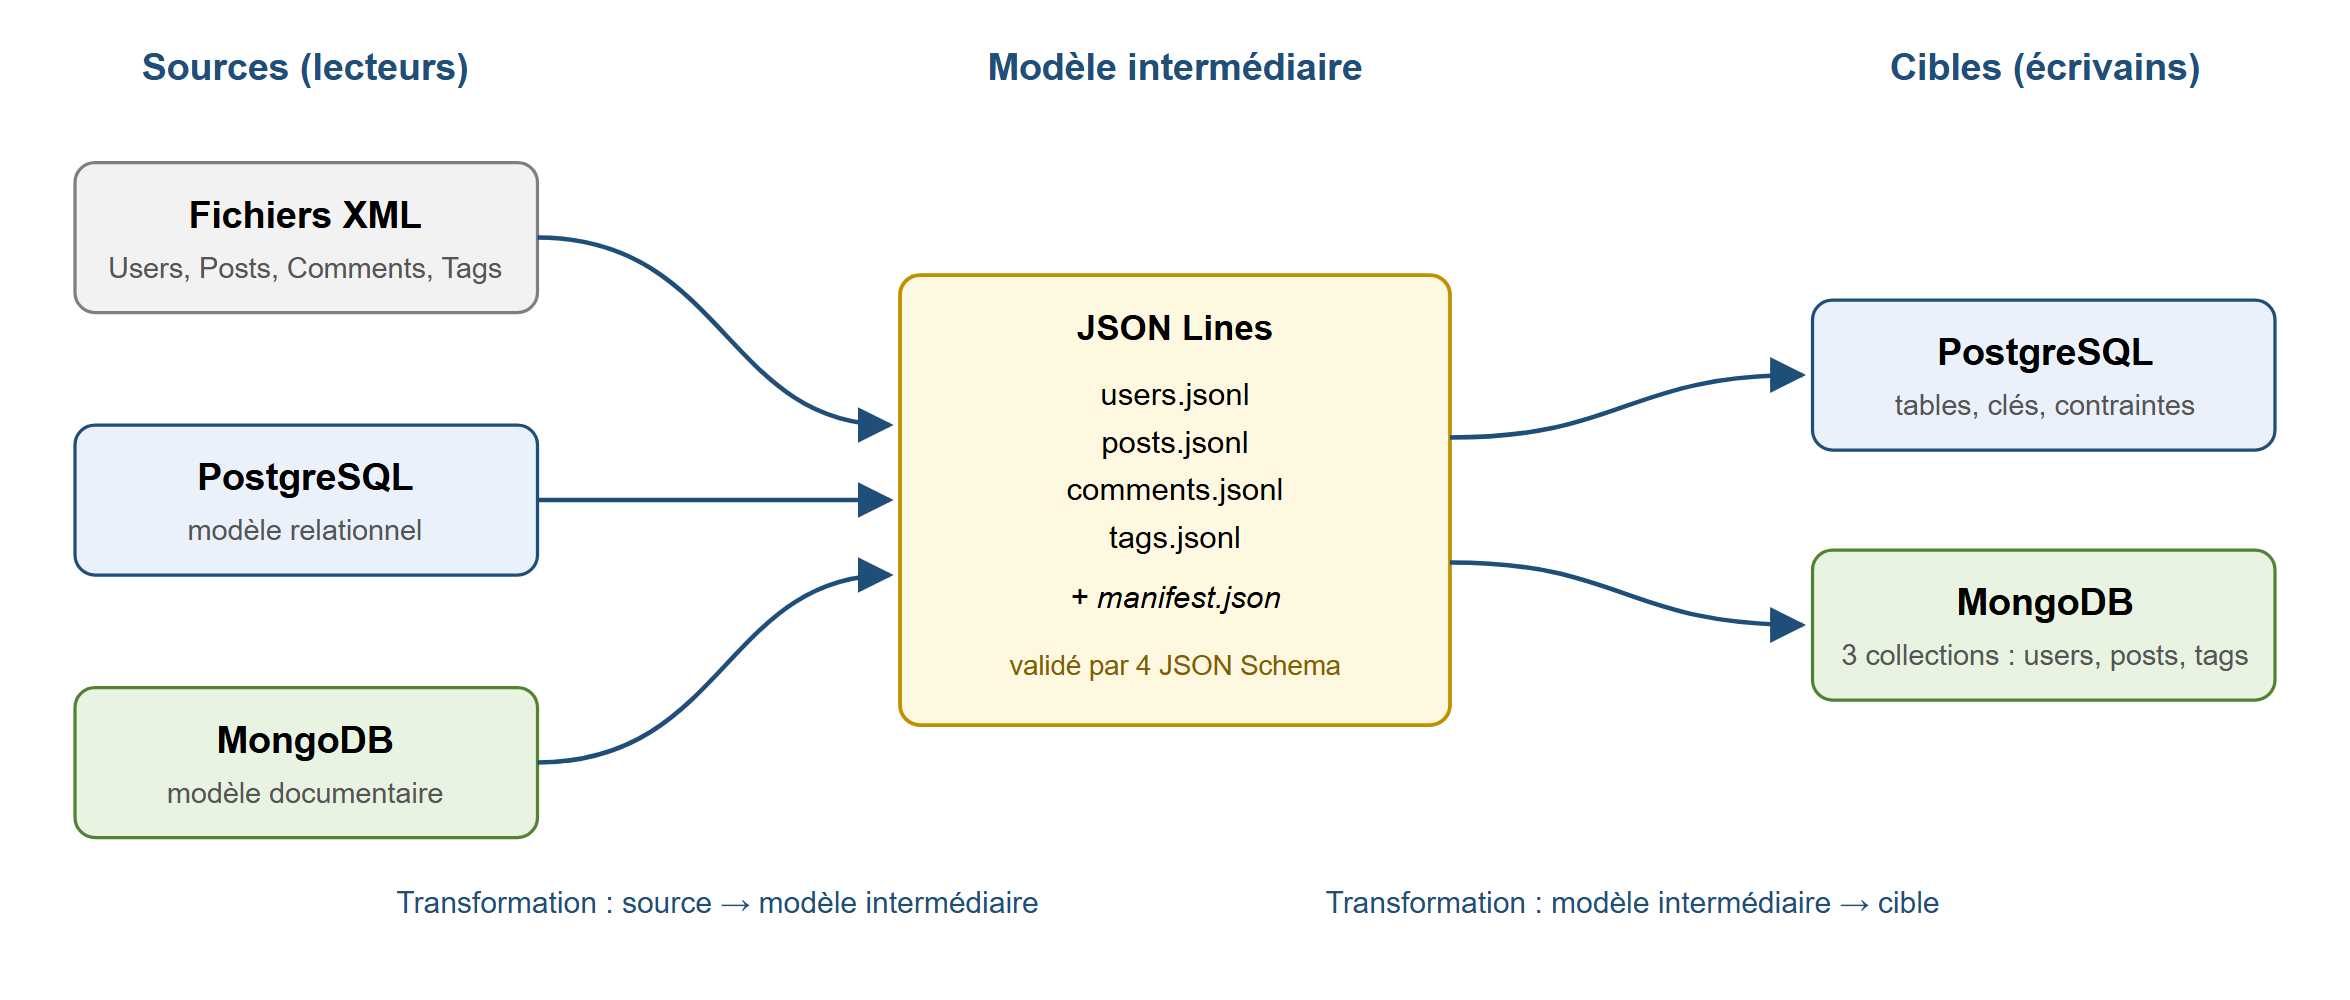 Sources (lecteurs)
Modèle intermédiaire
Cibles (écrivains)
Fichiers XML
Users, Posts, Comments, Tags
PostgreSQL
modèle relationnel
MongoDB
modèle documentaire
JSON Lines
users.jsonl
posts.jsonl
comments.jsonl
tags.jsonl
+ manifest.json
validé par 4 JSON Schema
PostgreSQL
tables, clés, contraintes
MongoDB
3 collections : users, posts, tags
Transformation : source → modèle intermédiaire
Transformation : modèle intermédiaire → cible